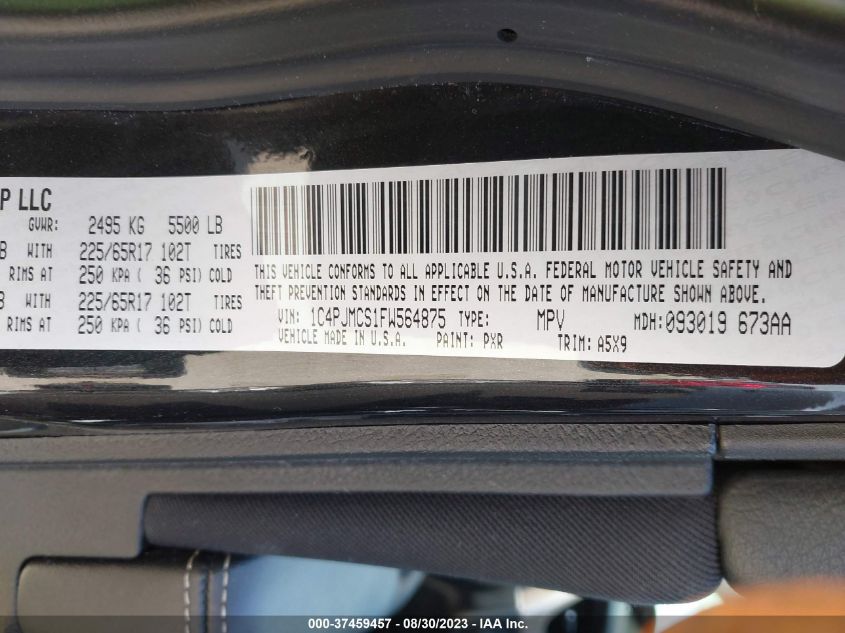 P LLC
GVWR: 2495 KG 5500 LB
B WITH 225/65R17 102T TIRES
RIMS AT 250 KPA ( 36 PSI) COLD
B WITH 225/65R17 102T TIRES
RIMS AT 250 KPA ( 36 PSI) COLD
THIS VEHICLE CONFORMS TO ALL APPLICABLE U.S.A. FEDERAL MOTOR VEHICLE SAFETY AND
THEFT PREVENTION STANDARDS IN EFFECT ON THE DATE OF MANUFACTURE SHOWN ABOVE.
VIN: 1C4PJMCS1FW564875 TYPE: MPV MDH: 093019 673AA
VEHICLE MADE IN U.S.A. PAINT: PXR TRIM: A5X9
000-37459457 - 08/30/2023 - IAA Inc.